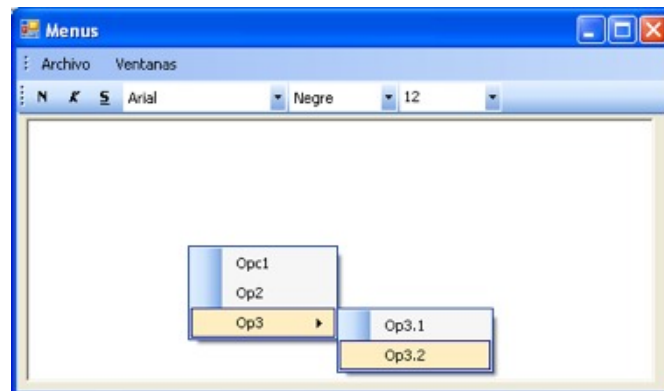 Menus
Archivo Ventanas
N K S Arial Negre 12
Opc1
Op2
Op3
Op3.1
Op3.2